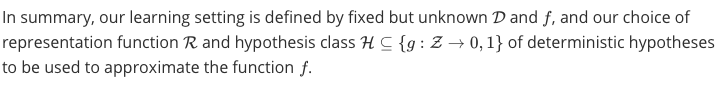 In summary, our learning setting is defined by fixed but unknown 𝒟 and f, and our choice of
representation function ℛ and hypothesis class ℋ ⊆ {g : 𝒵 → 0, 1} of deterministic hypotheses
to be used to approximate the function f.